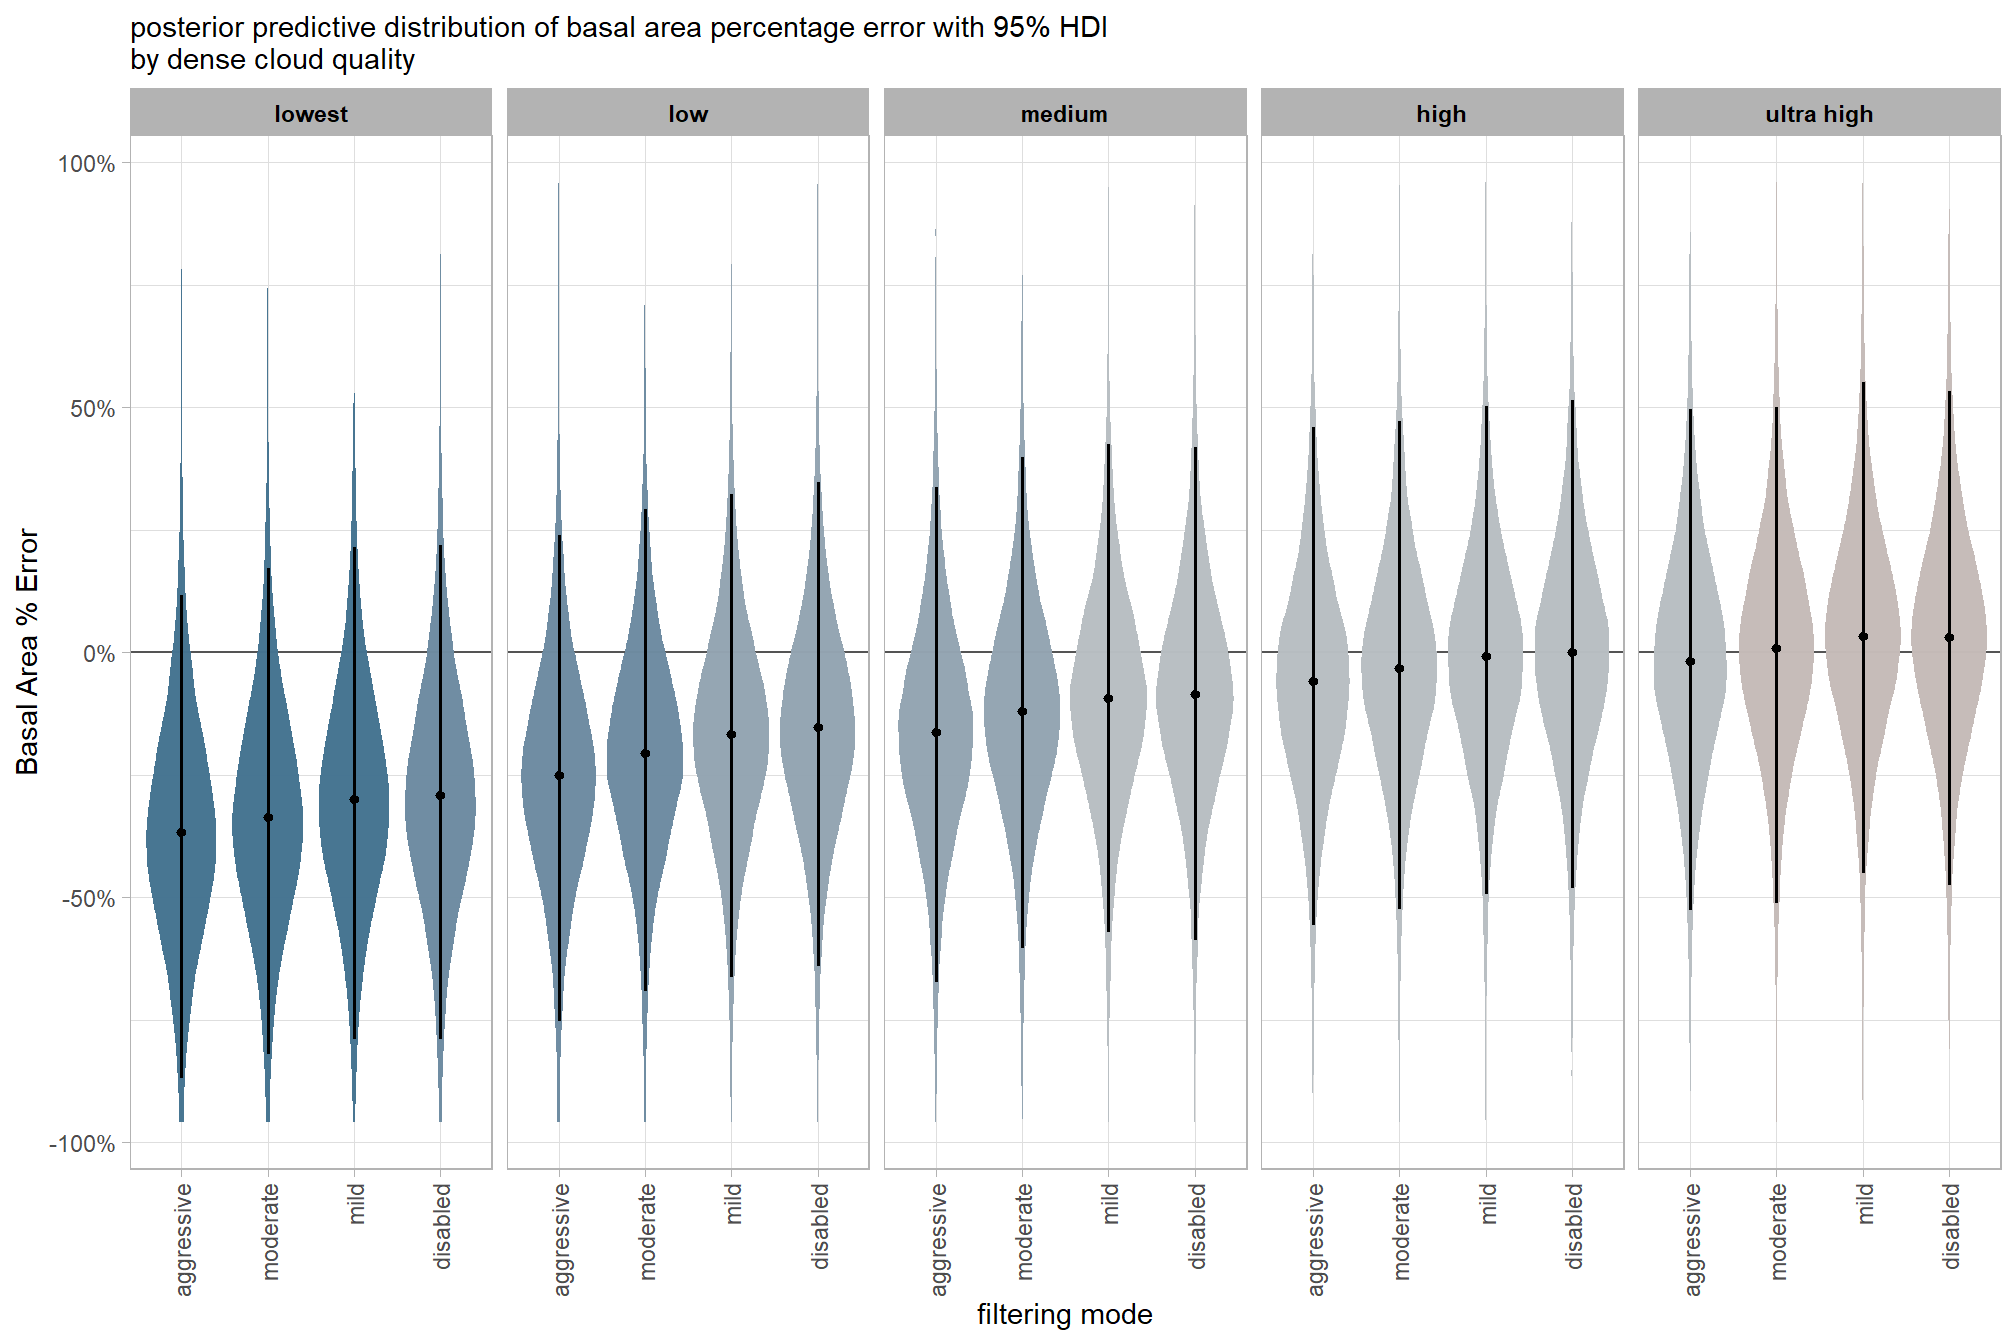 posterior predictive distribution of basal area percentage error with 95% HDI
by dense cloud quality
lowest
low
medium
high
ultra high
100%
50%
0%
-50%
-100%
Basal Area % Error
aggressive
moderate
mild
disabled
aggressive
moderate
mild
disabled
aggressive
moderate
mild
disabled
aggressive
moderate
mild
disabled
aggressive
moderate
mild
disabled
filtering mode